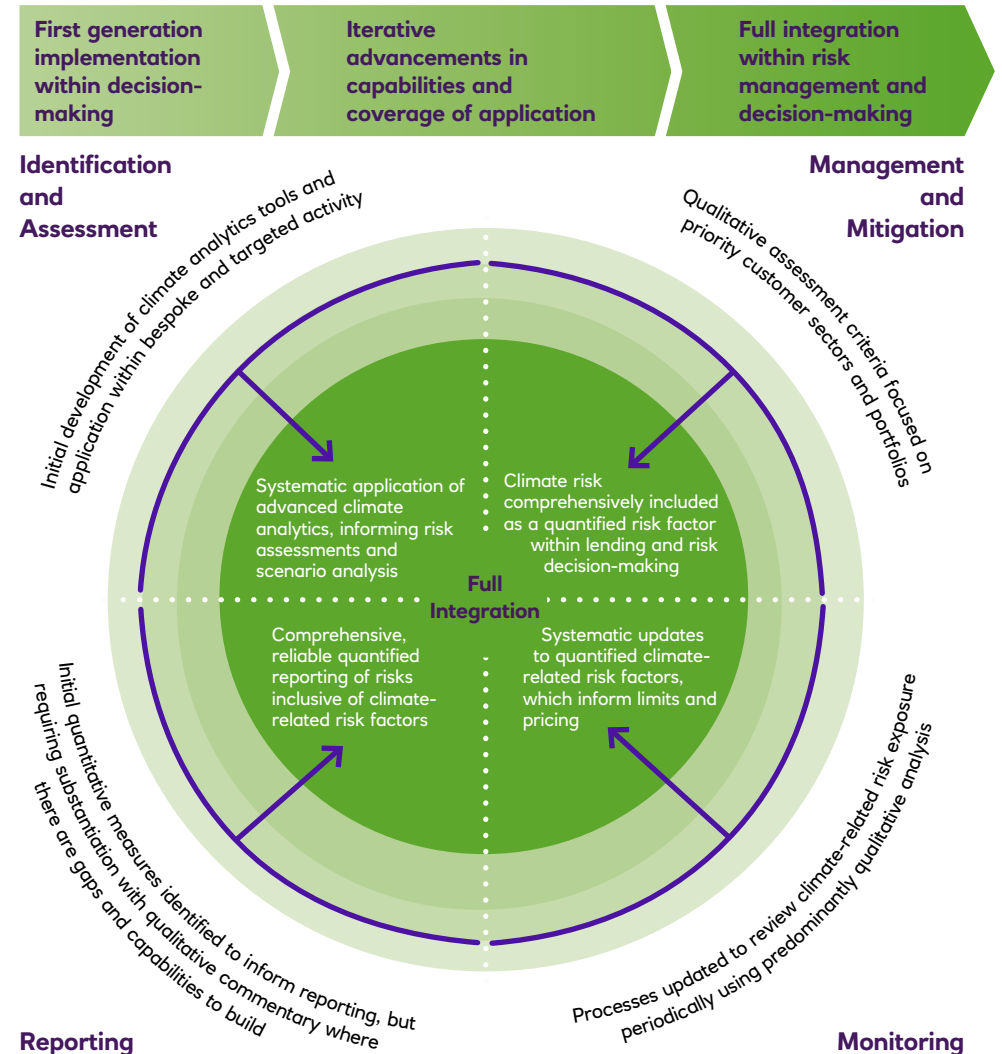 First generation
implementation
within decision-
making
Iterative
advancements in
capabilities and
coverage of application
Full integration
within risk
management and
decision-making
Identification
and
Assessment
Management
and
Mitigation
Initial development of climate analytics tools and
application within bespoke and targeted activity
Qualitative assessment criteria focused on
priority customer sectors and portfolios
Systematic application of
advanced climate
analytics, informing risk
assessments and
scenario analysis
Climate risk
comprehensively included
as a quantified risk factor
within lending and risk
decision-making
Full
Integration
Comprehensive,
reliable quantified
reporting of risks
inclusive of climate-
related risk factors
Systematic updates
to quantified climate-
related risk factors,
which inform limits and
pricing
Initial quantitative measures identified to inform reporting, but
requiring substantiation with qualitative commentary where
there are gaps and capabilities to build
Processes updated to review climate-related risk exposure
periodically using predominantly qualitative analysis
Reporting
Monitoring